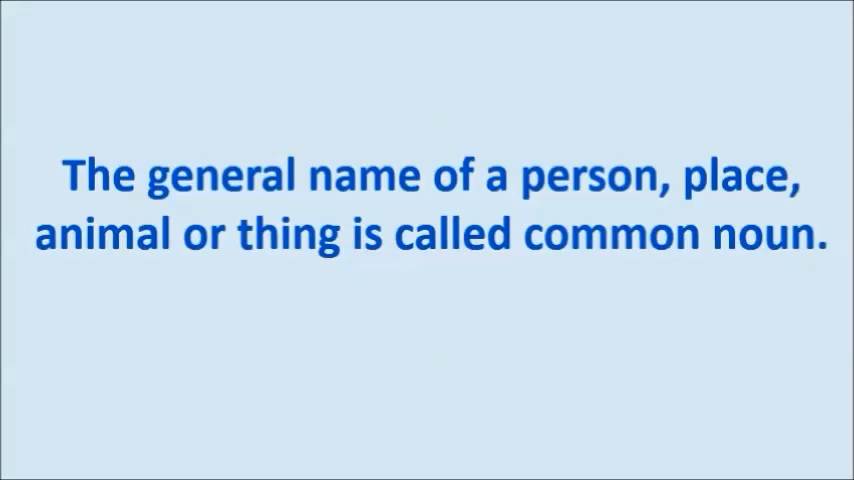 The general name of a person, place,
animal or thing is called common noun.